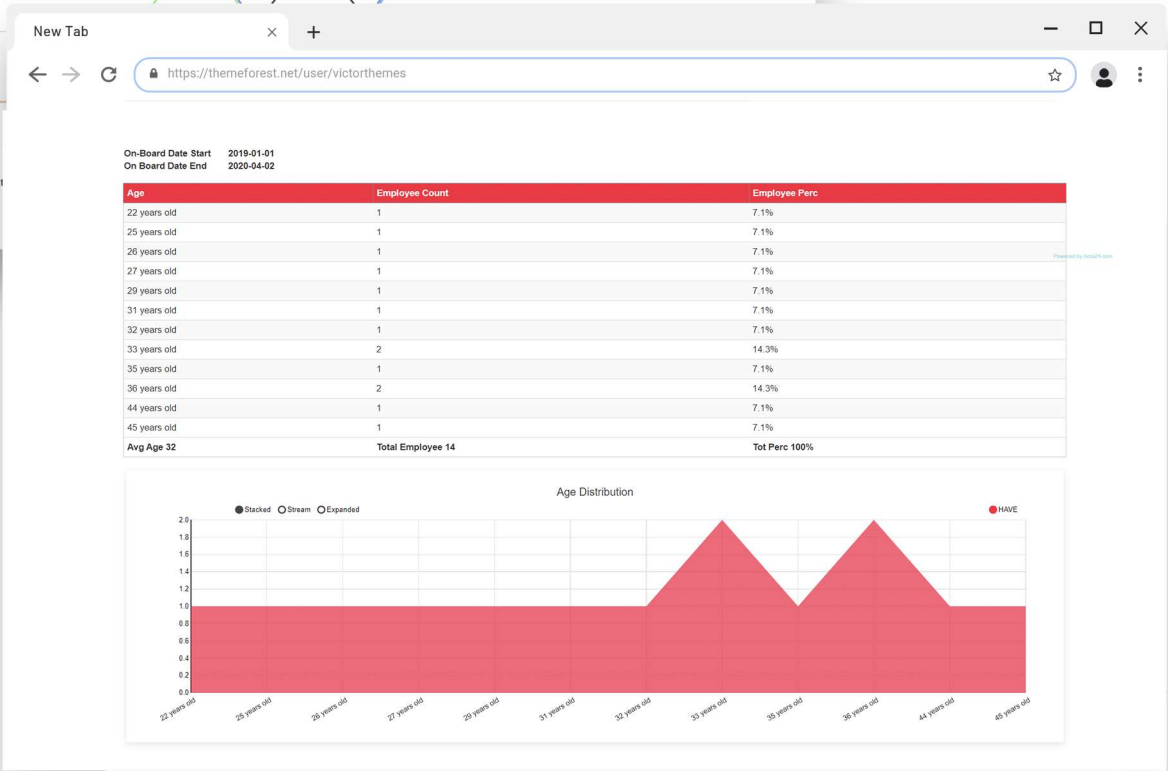 New Tab
https://themeforest.net/user/victorthemes
On-Board Date Start 2019-01-01
On Board Date End 2020-04-02
Age Employee Count Employee Perc
22 years old 1 7.1%
25 years old 1 7.1%
26 years old 1 7.1%
27 years old 1 7.1%
29 years old 1 7.1%
31 years old 1 7.1%
32 years old 1 7.1%
33 years old 2 14.3%
35 years old 1 7.1%
36 years old 2 14.3%
44 years old 1 7.1%
45 years old 1 7.1%
Avg Age 32 Total Employee 14 Tot Perc 100%
Powered by
Age Distribution
Stacked Stream Expanded HAVE
2.0
1.8
1.6
1.4
1.2
1.0
0.8
0.6
0.4
0.2
0.0
22 years old 25 years old 26 years old 27 years old 29 years old 31 years old 32 years old 33 years old 35 years old 36 years old 44 years old 45 years old